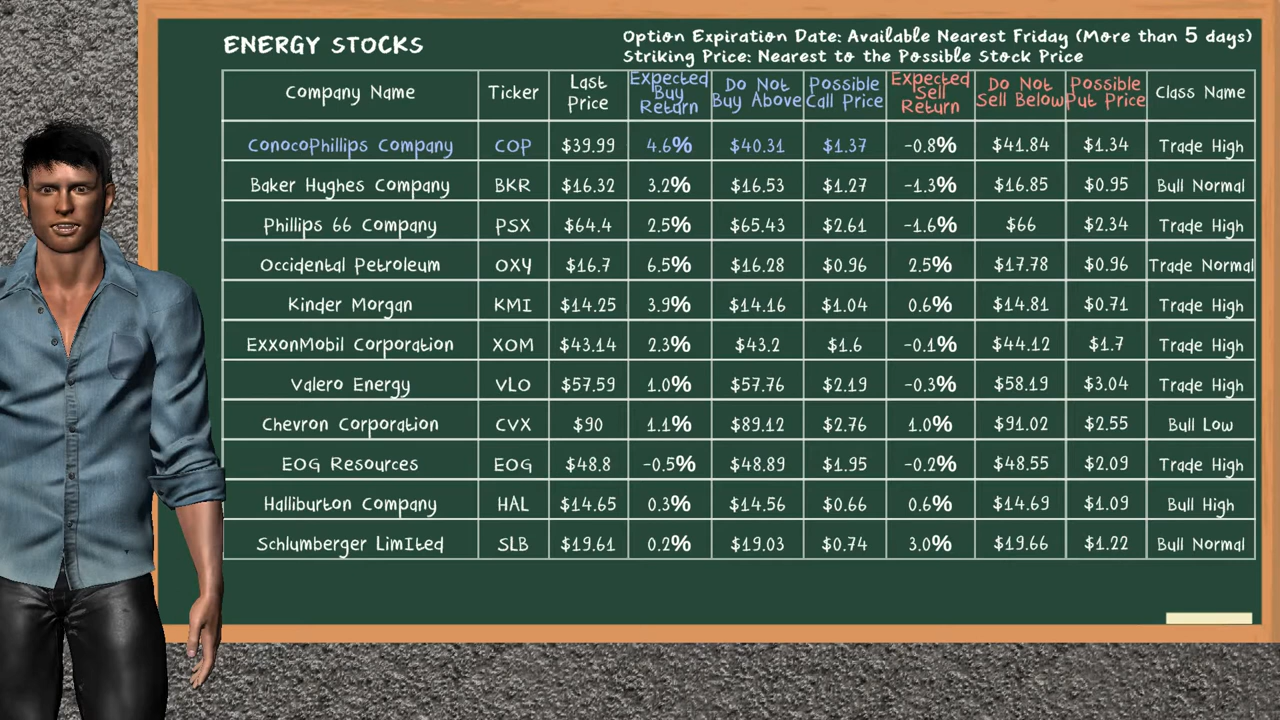 ENERGY STOCKS
Option Expiration Date: Available Nearest Friday (More than 5 days)
Striking Price: Nearest to the Possible Stock Price
Company Name Ticker Last Price Expected Buy Return Do Not Buy Above Possible Call Price Expected Sell Return Do Not Sell Below Possible Put Price Class Name
ConocoPhillips Company COP $39.99 4.6% $40.31 $1.37 -0.8% $41.84 $1.34 Trade High
Baker Hughes Company BKR $16.32 3.2% $16.53 $1.27 -1.3% $16.85 $0.95 Bull Normal
Phillips 66 Company PSX $64.4 2.5% $65.43 $2.61 -1.6% $66 $2.34 Trade High
Occidental Petroleum OXY $16.7 6.5% $16.28 $0.96 2.5% $17.78 $0.96 Trade Normal
Kinder Morgan KMI $14.25 3.9% $14.16 $1.04 0.6% $14.81 $0.71 Trade High
ExxonMobil Corporation XOM $43.14 2.3% $43.2 $1.6 -0.1% $44.12 $1.7 Trade High
Valero Energy VLO $57.59 1.0% $57.76 $2.19 -0.3% $58.19 $3.04 Trade High
Chevron Corporation CVX $90 1.1% $89.12 $2.76 1.0% $91.02 $2.55 Bull Low
EOG Resources EOG $48.8 -0.5% $48.89 $1.95 -0.2% $48.55 $2.09 Trade High
Halliburton Company HAL $14.65 0.3% $14.56 $0.66 0.6% $14.69 $1.09 Bull High
Schlumberger LimIted SLB $19.61 0.2% $19.03 $0.74 3.0% $19.66 $1.22 Bull Normal